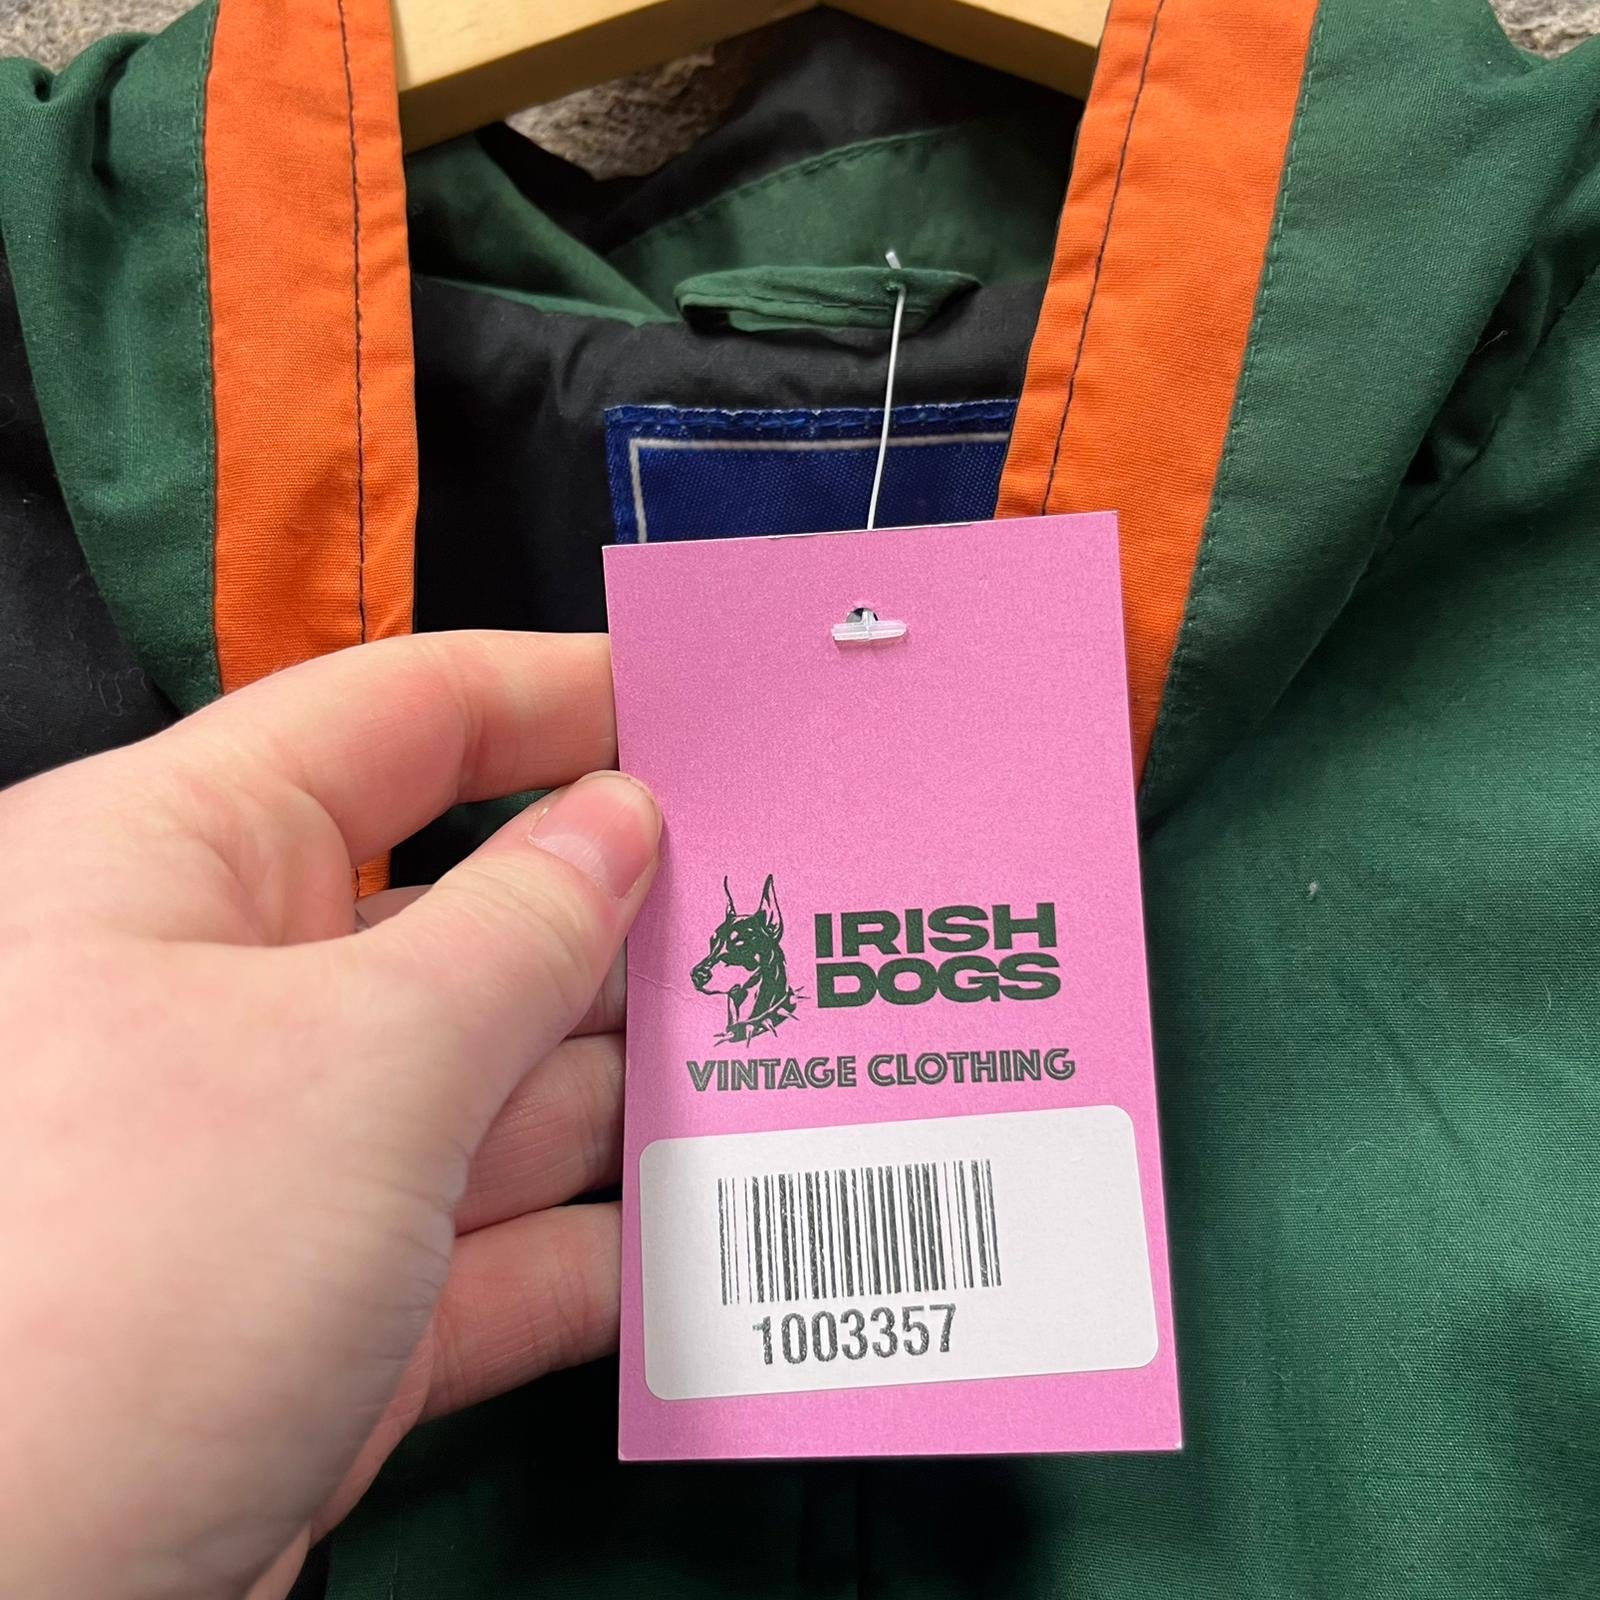 IRISH
DOGS
VINTAGE CLOTHING
1003357